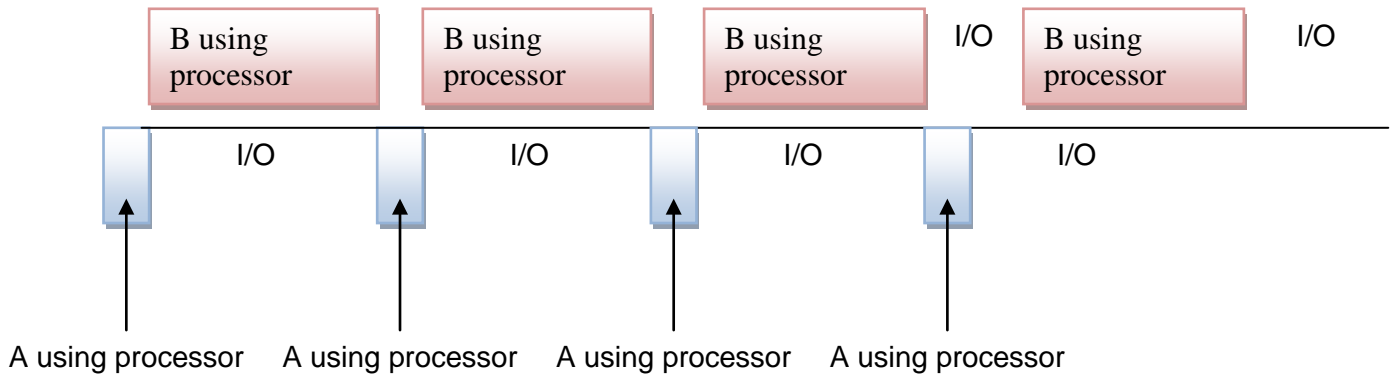 B using
processor
B using
processor
B using
processor
I/O
B using
processor
I/O
I/O
I/O
I/O
I/O
A using processor
A using processor
A using processor
A using processor